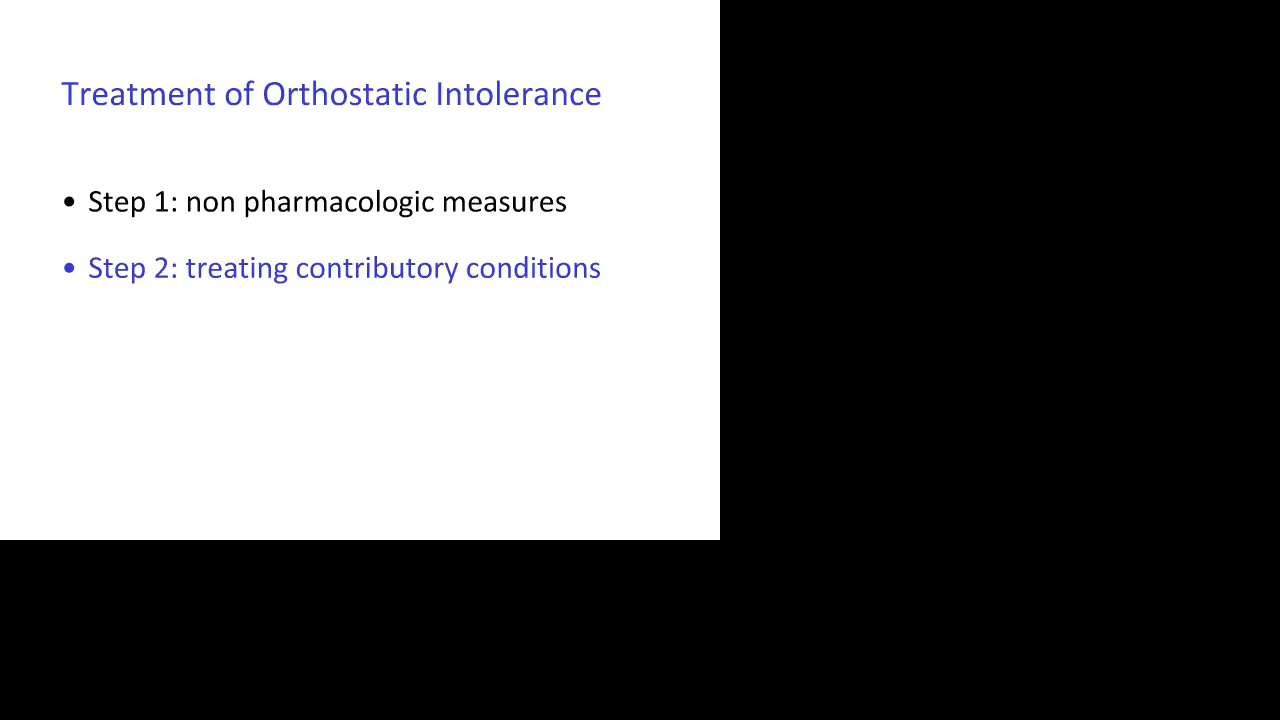 Treatment of Orthostatic Intolerance
• Step 1: non pharmacologic measures
• Step 2: treating contributory conditions